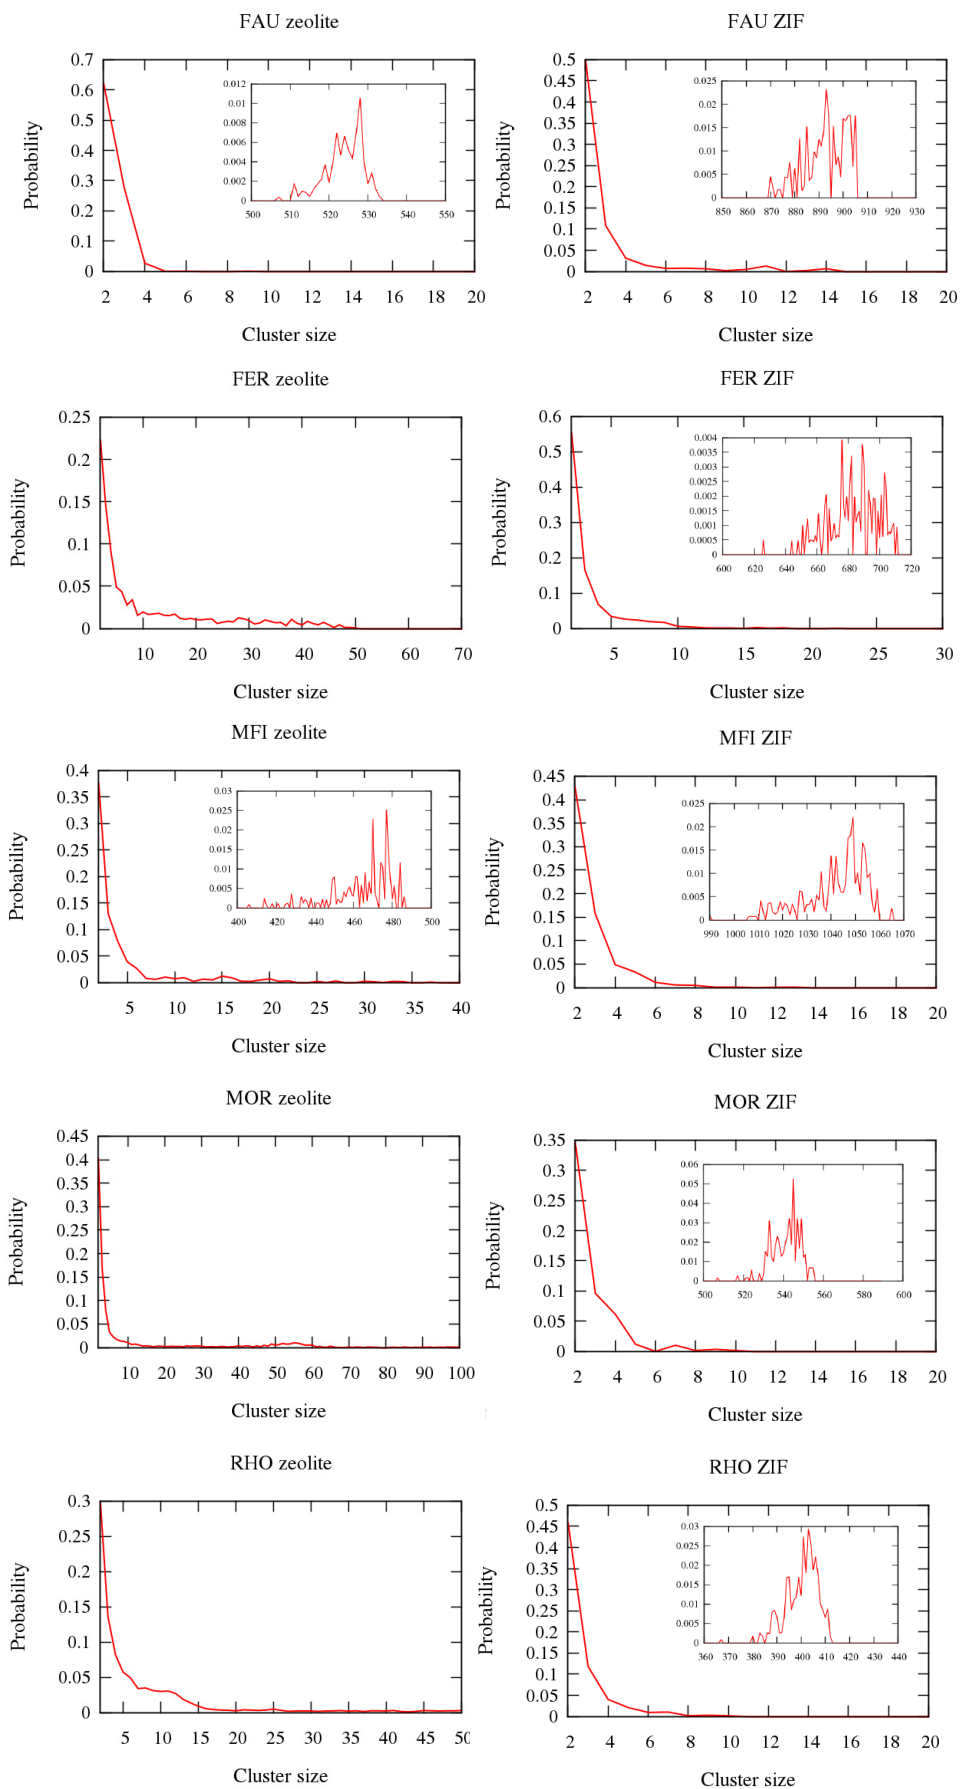 FAU zeolite
0.7
0.6
0.5
0.4
0.3
0.2
0.1
0
Probability
2 4 6 8 10 12 14 16 18 20
Cluster size
0.012
0.01
0.008
0.006
0.004
0.002
0
500 510 520 530 540 550
FAU ZIF
0.5
0.45
0.4
0.35
0.3
0.25
0.2
0.15
0.1
0.05
0
Probability
2 4 6 8 10 12 14 16 18 20
Cluster size
0.025
0.02
0.015
0.01
0.005
0
850 860 870 880 890 900 910 920 930
FER zeolite
0.25
0.2
0.15
0.1
0.05
0
Probability
10 20 30 40 50 60 70
Cluster size
FER ZIF
0.6
0.5
0.4
0.3
0.2
0.1
0
Probability
5 10 15 20 25 30
Cluster size
0.004
0.0035
0.003
0.0025
0.002
0.0015
0.001
0.0005
0
600 620 640 660 680 700 720
MFI zeolite
0.4
0.35
0.3
0.25
0.2
0.15
0.1
0.05
0
Probability
5 10 15 20 25 30 35 40
Cluster size
0.03
0.025
0.02
0.015
0.01
0.005
0
400 420 440 460 480 500
MFI ZIF
0.45
0.4
0.35
0.3
0.25
0.2
0.15
0.1
0.05
0
Probability
2 4 6 8 10 12 14 16 18 20
Cluster size
0.025
0.02
0.015
0.01
0.005
0
990 1000 1010 1020 1030 1040 1050 1060 1070
MOR zeolite
0.45
0.4
0.35
0.3
0.25
0.2
0.15
0.1
0.05
0
Probability
10 20 30 40 50 60 70 80 90 100
Cluster size
MOR ZIF
0.35
0.3
0.25
0.2
0.15
0.1
0.05
0
Probability
2 4 6 8 10 12 14 16 18 20
Cluster size
0.06
0.05
0.04
0.03
0.02
0.01
0
500 520 540 560 580 600
RHO zeolite
0.3
0.25
0.2
0.15
0.1
0.05
0
Probability
5 10 15 20 25 30 35 40 45 50
Cluster size
RHO ZIF
0.5
0.45
0.4
0.35
0.3
0.25
0.2
0.15
0.1
0.05
0
Probability
2 4 6 8 10 12 14 16 18 20
Cluster size
0.03
0.025
0.02
0.015
0.01
0.005
0
360 370 380 390 400 410 420 430 440